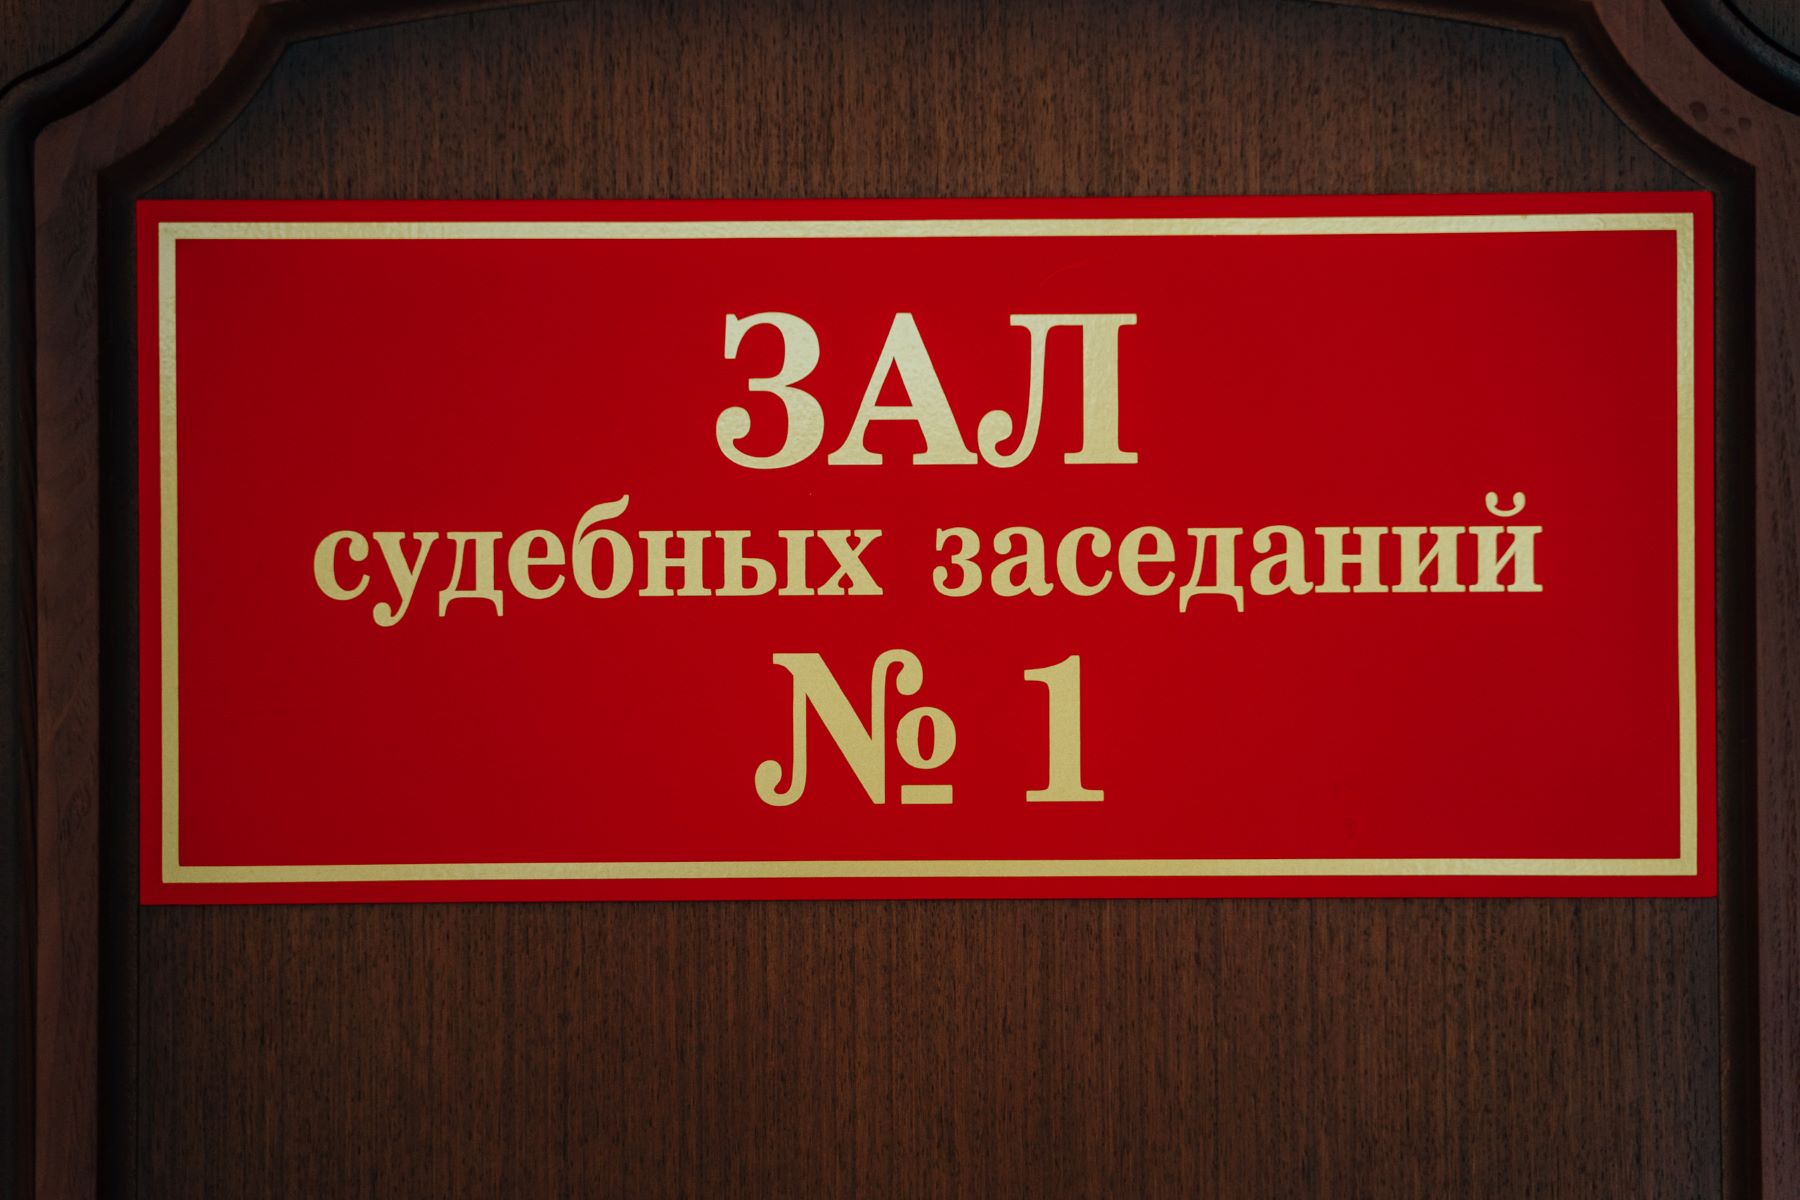 ЗАЛ
судебных заседаний
№ 1